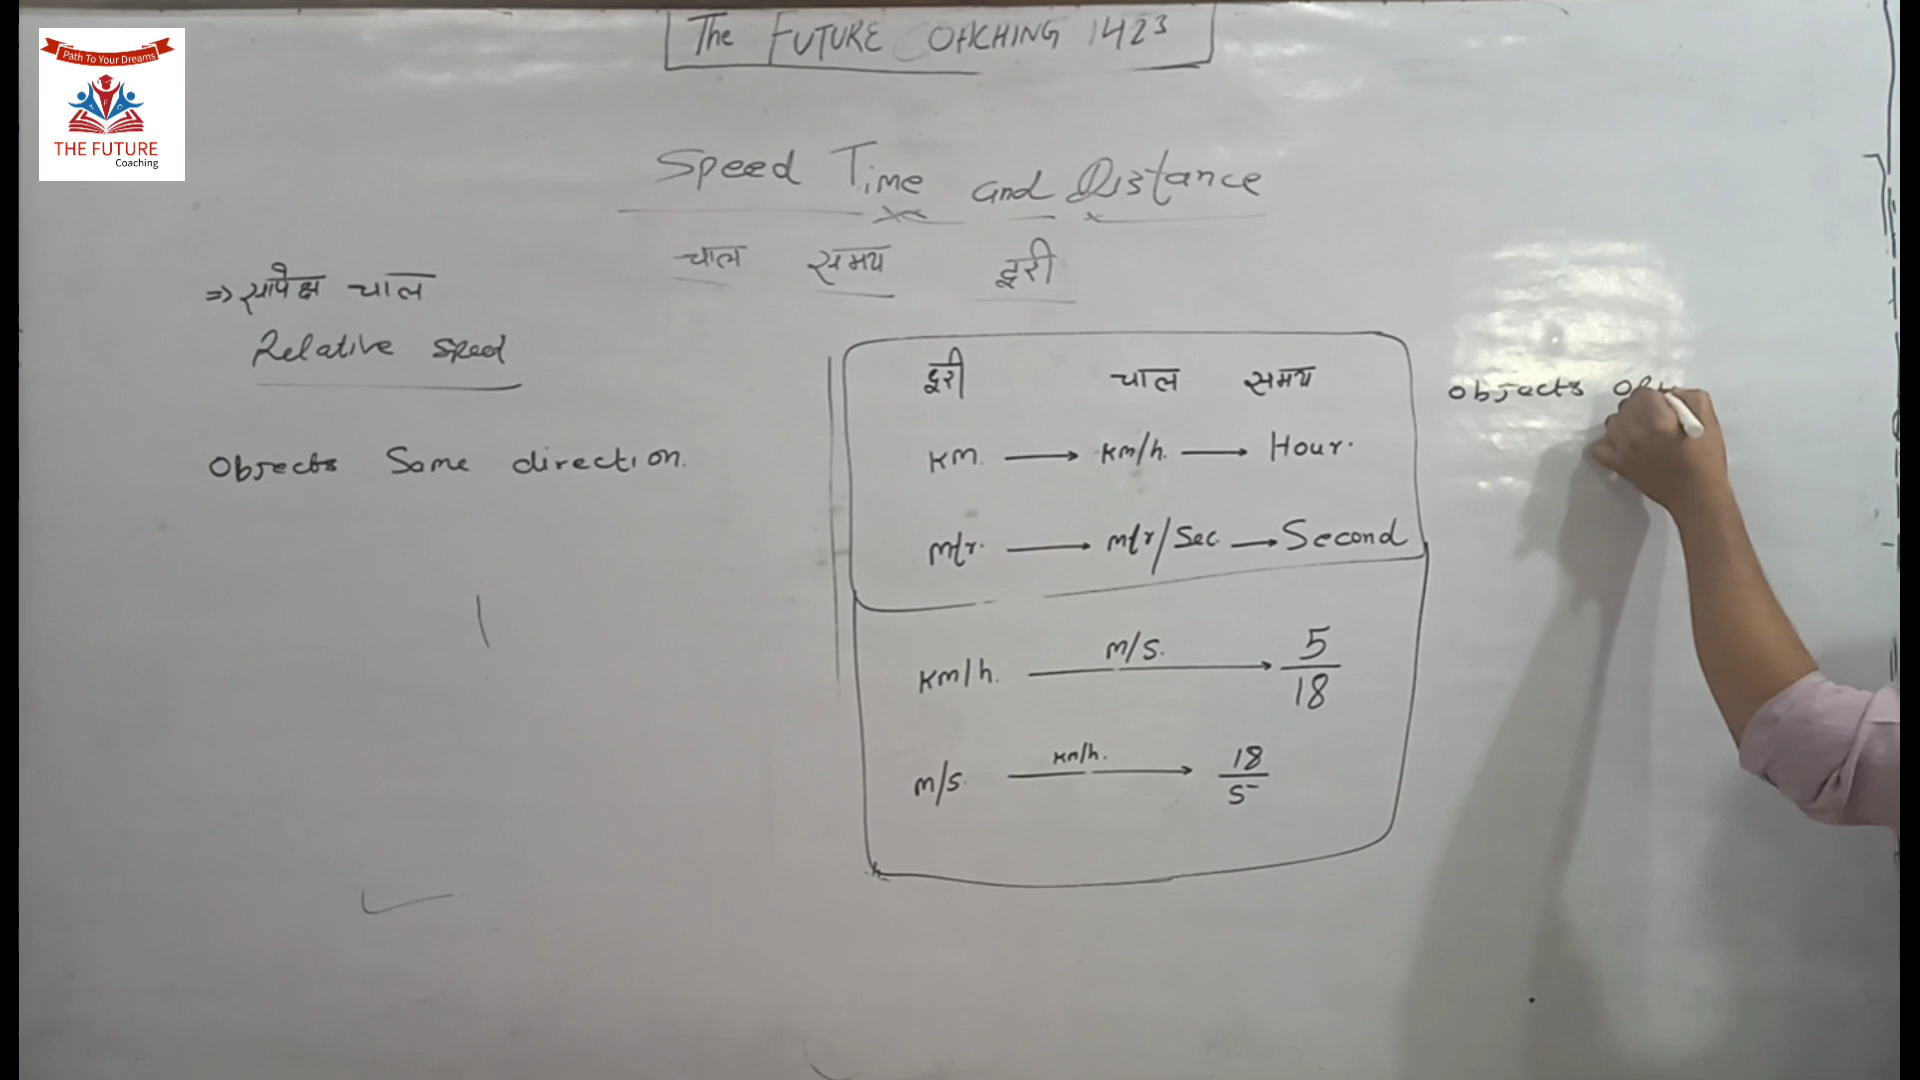 The FUTURE COACHING 1423
Path To Your Dreams
TFC
THE FUTURE
Coaching
Speed Time and Distance
चाल समय दूरी
⇒ सापेक्ष चाल
Relative speed
Objects Same direction.
दूरी चाल समय
Km. → Km/h. → Hour.
mtr. → mtr/Sec. → Second
Km/h. m/s. → 5/18
m/s. km/h. → 18/5
Objects